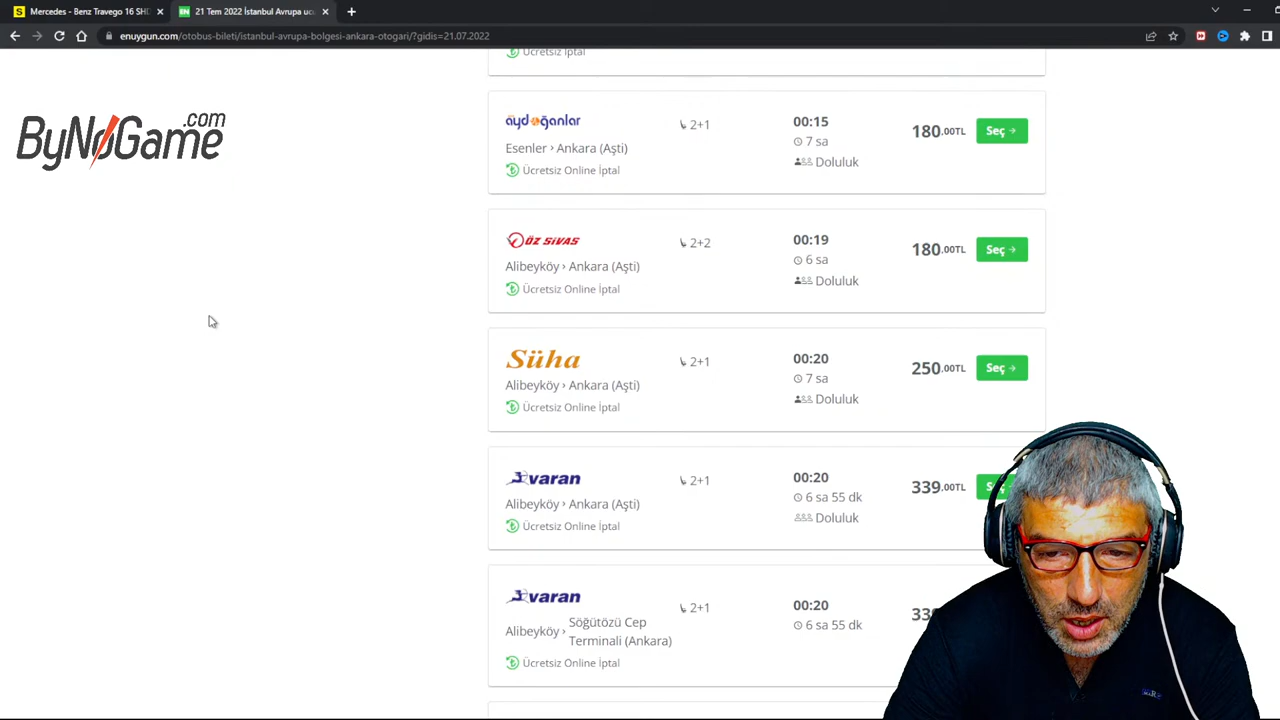 Mercedes - Benz Travego 16 SHD
21 Tem 2022 İstanbul Avrupa uc
enuygun.com/otobus-bileti/istanbul-avrupa-bolgesi-ankara-otogari/?gidis=21.07.2022
Ücretsiz İptal
ByNoGame.com
aydoğanlar
2+1
00:15
180.00TL
Seç →
7 sa
Esenler › Ankara (Aşti)
Doluluk
Ücretsiz Online İptal
ÖZ SİVAS
2+2
00:19
180.00TL
Seç →
6 sa
Alibeyköy › Ankara (Aşti)
Doluluk
Ücretsiz Online İptal
Süha
2+1
00:20
250.00TL
Seç →
7 sa
Alibeyköy › Ankara (Aşti)
Doluluk
Ücretsiz Online İptal
varan
2+1
00:20
339.00TL
6 sa 55 dk
Alibeyköy › Ankara (Aşti)
Doluluk
Ücretsiz Online İptal
varan
2+1
00:20
6 sa 55 dk
Alibeyköy › Söğütözü Cep
Terminali (Ankara)
Ücretsiz Online İptal